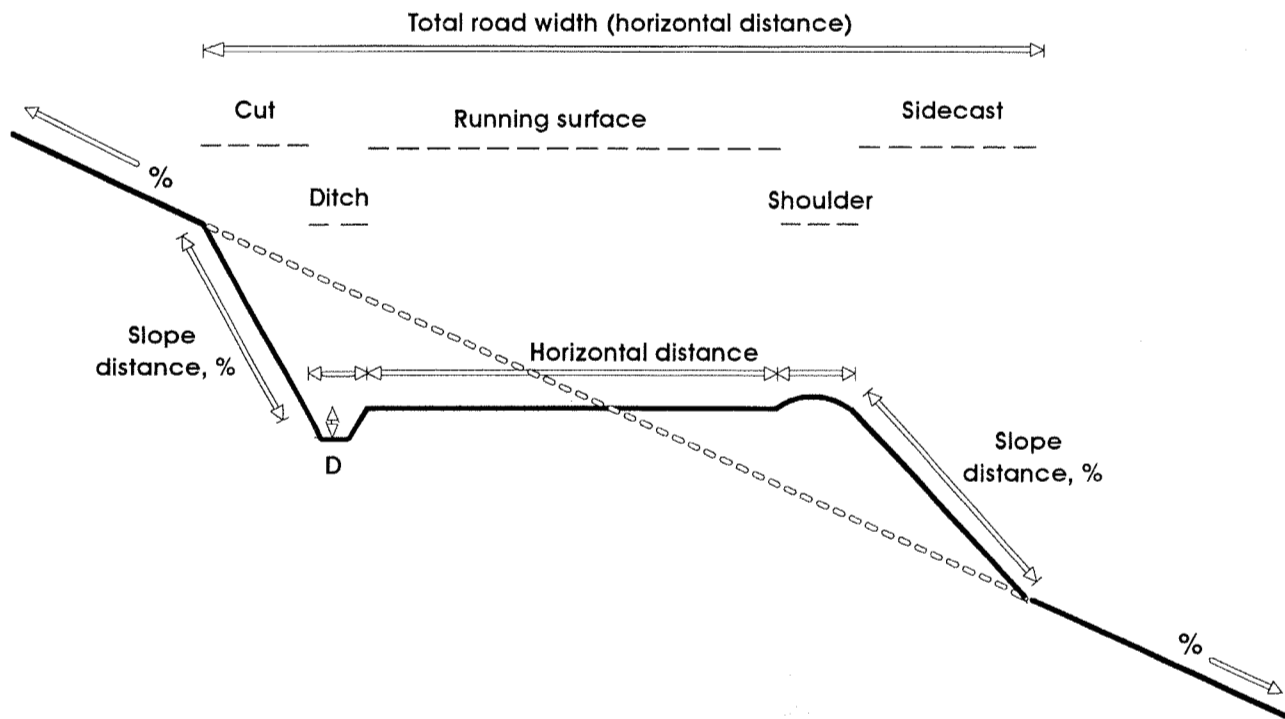 Total road width (horizontal distance)
Cut
Running surface
Sidecast
%
Ditch
Shoulder
Slope
distance, %
Horizontal distance
D
Slope
distance, %
%